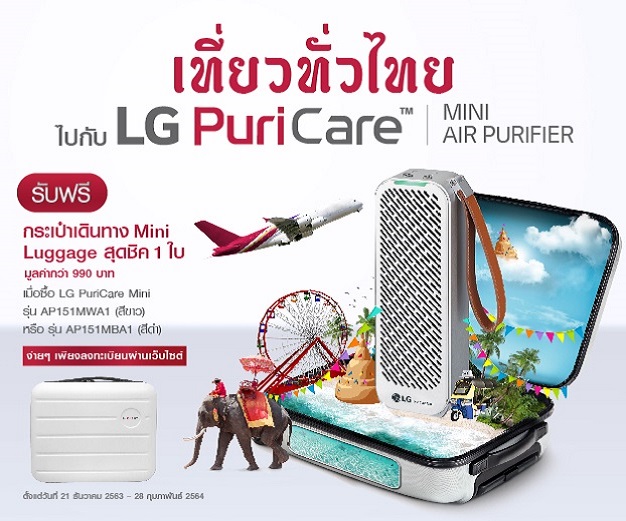 เที่ยวทั่วไทย
ไปกับ LG PuriCare™ | MINI AIR PURIFIER
รับฟรี
กระเป๋าเดินทาง Mini
Luggage สุดชิค 1 ใบ
มูลค่ากว่า 990 บาท
เมื่อซื้อ LG PuriCare Mini
รุ่น AP151MWA1 (สีขาว)
หรือ รุ่น AP151MBA1 (สีดำ)
ง่ายๆ เพียงลงทะเบียนผ่านเว็บไซต์
LG
ตั้งแต่วันที่ 21 ธันวาคม 2563 – 28 กุมภาพันธ์ 2564